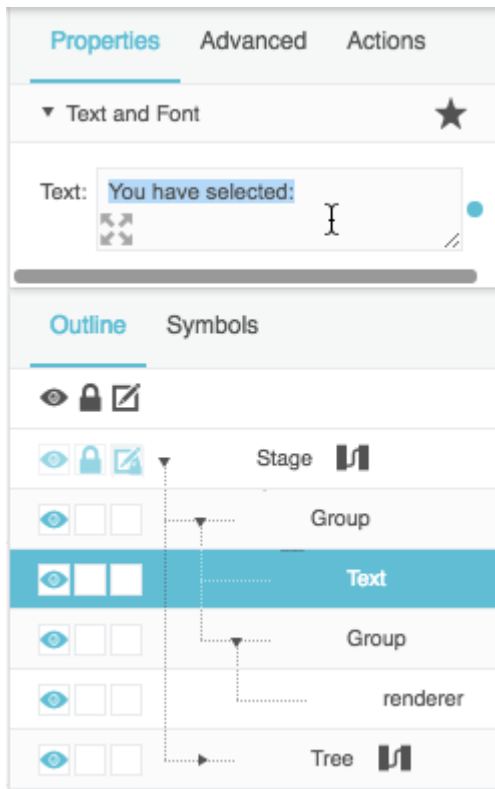 Properties Advanced Actions
Text and Font
Text: You have selected:
Outline Symbols
Stage
Group
Text
Group
renderer
Tree